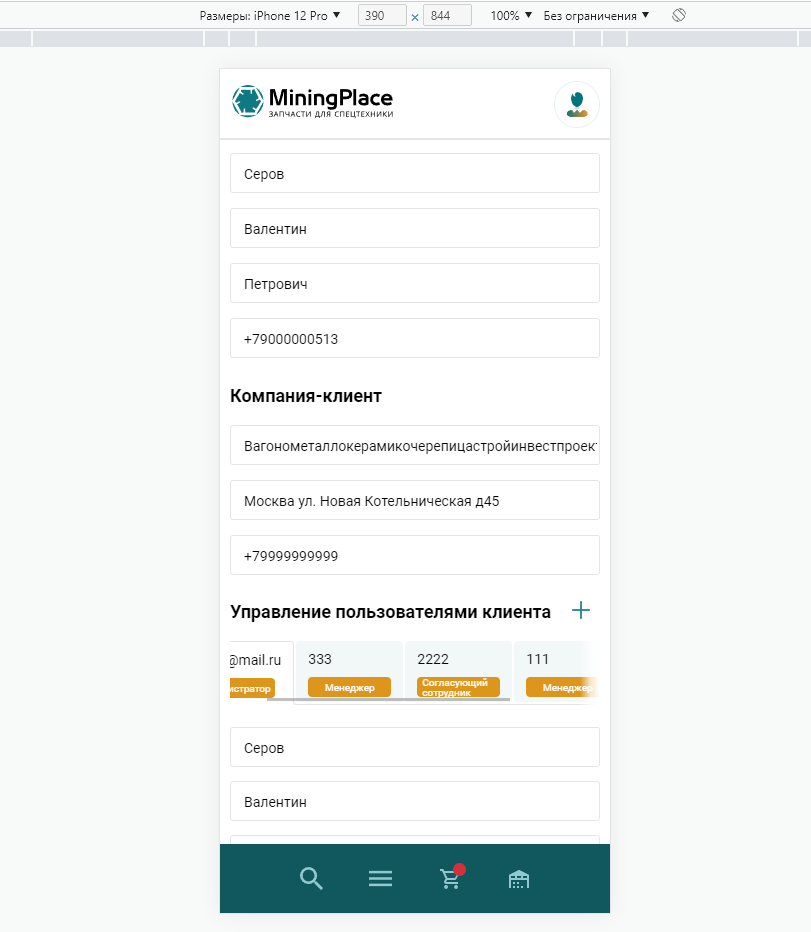 Размеры: iPhone 12 Pro ▼ 390 × 844 100% ▼ Без ограничения ▼
MiningPlace
ЗАПЧАСТИ ДЛЯ СПЕЦТЕХНИКИ
Серов
Валентин
Петрович
+79000000513
Компания-клиент
Вагонометаллокерамикочерепицастройинвестпроект
Москва ул. Новая Котельническая д45
+79999999999
Управление пользователями клиента +
@mail.ru 333 2222 111
истратор Менеджер Согласующий сотрудник Менеджер
Серов
Валентин